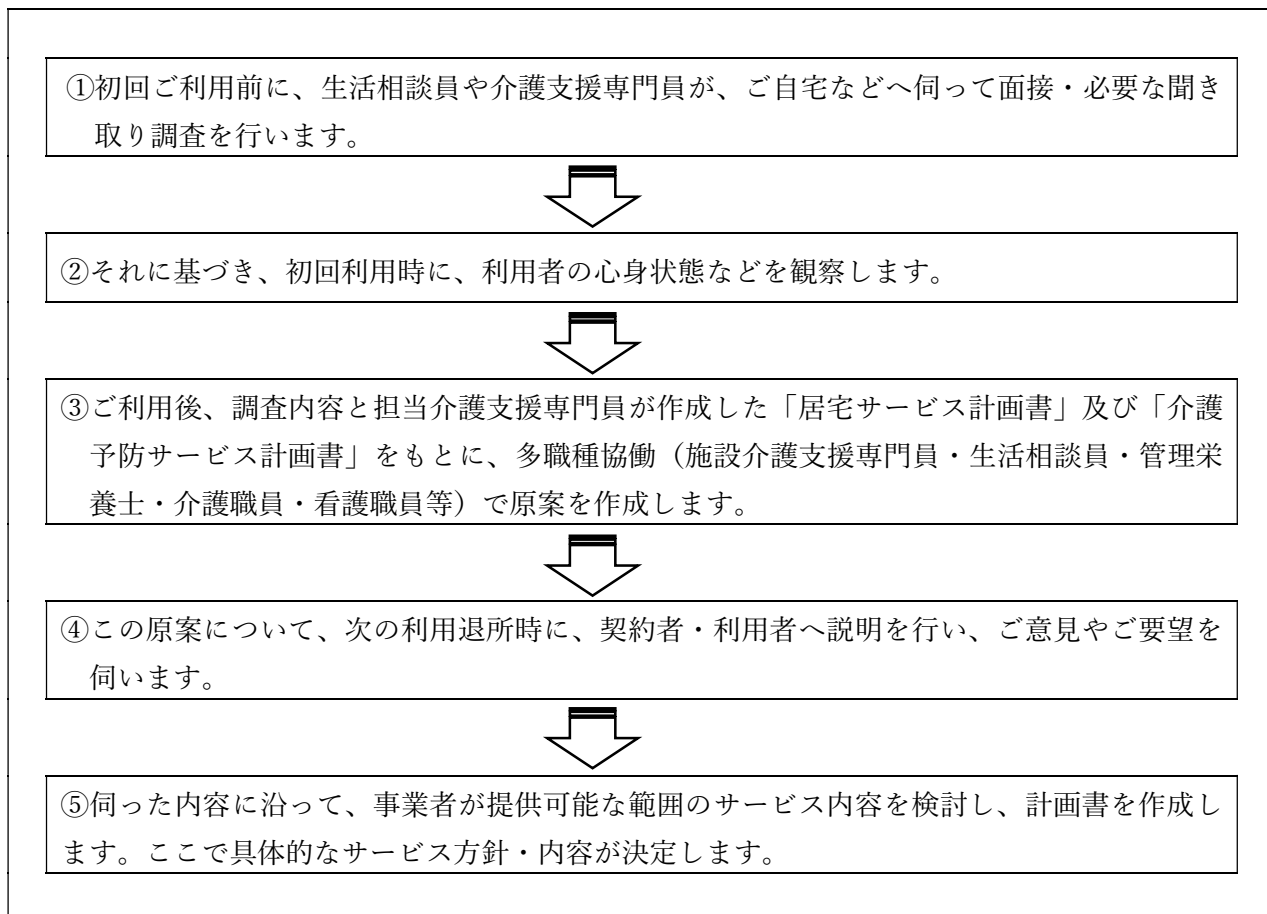 ①初回ご利用前に、生活相談員や介護支援専門員が、ご自宅などへ伺って面接・必要な聞き
取り調査を行います。
②それに基づき、初回利用時に、利用者の心身状態などを観察します。
③ご利用後、調査内容と担当介護支援専門員が作成した「居宅サービス計画書」及び「介護
予防サービス計画書」をもとに、多職種協働（施設介護支援専門員・生活相談員・管理栄
養士・介護職員・看護職員等）で原案を作成します。
④この原案について、次の利用退所時に、契約者・利用者へ説明を行い、ご意見やご要望を
伺います。
⑤伺った内容に沿って、事業者が提供可能な範囲のサービス内容を検討し、計画書を作成し
ます。ここで具体的なサービス方針・内容が決定します。